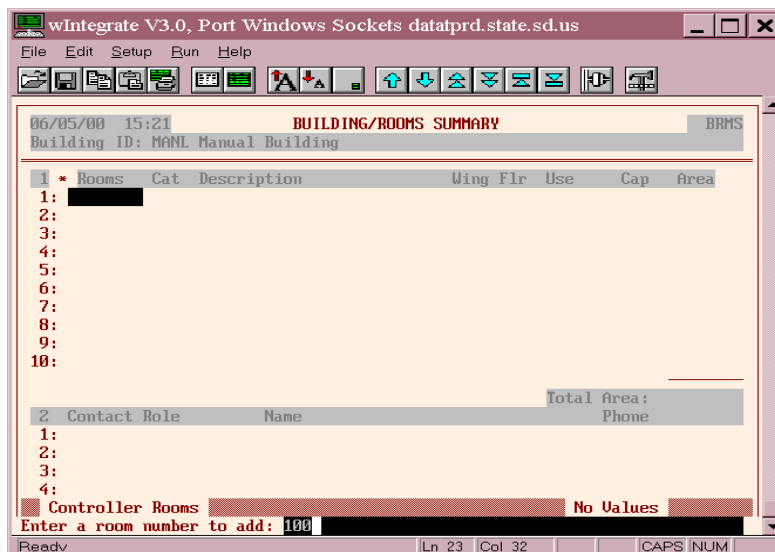 wIntegrate V3.0, Port Windows Sockets datatprd.state.sd.us
File Edit Setup Run Help
06/05/00 15:21 BUILDING/ROOMS SUMMARY BRMS
Building ID: MANL Manual Building
1 * Rooms Cat Description Wing Flr Use Cap Area
1:
2:
3:
4:
5:
6:
7:
8:
9:
10:
Total Area:
2 Contact Role Name Phone
1:
2:
3:
4:
Controller Rooms No Values
Enter a room number to add: 100
Ready Ln 23 Col 32 CAPS NUM